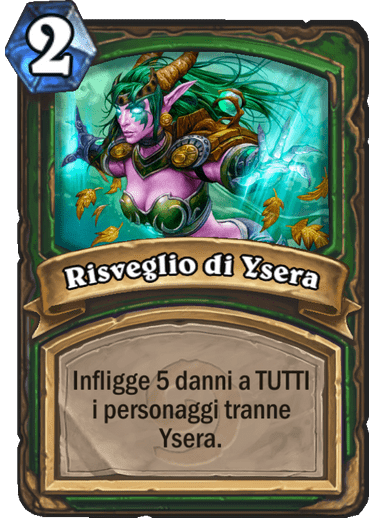 2
Risveglio di Ysera
Infligge 5 danni a TUTTI
i personaggi tranne
Ysera.